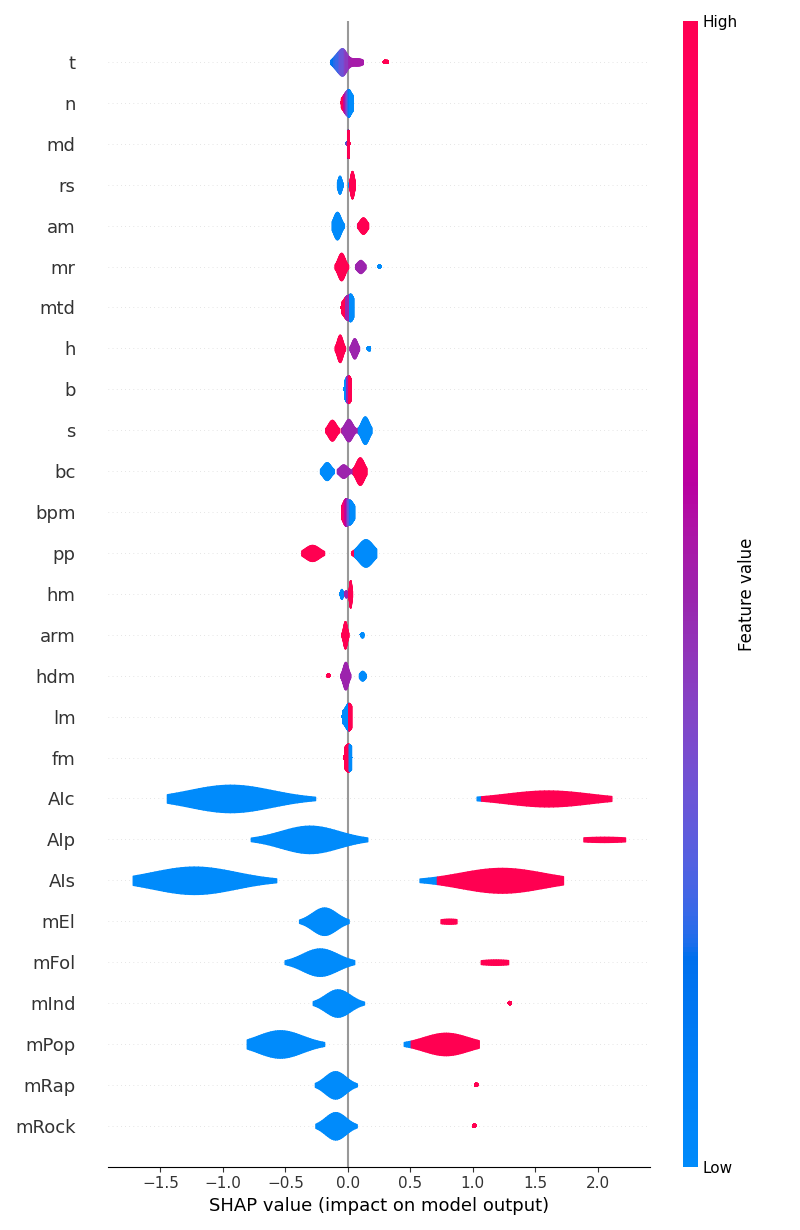 High
t
n
md
rs
am
mr
mtd
h
b
s
bc
bpm
pp
hm
arm
hdm
lm
fm
AIc
AIp
AIs
mEl
mFol
mInd
mPop
mRap
mRock
Feature value
Low
−1.5 −1.0 −0.5 0.0 0.5 1.0 1.5 2.0
SHAP value (impact on model output)